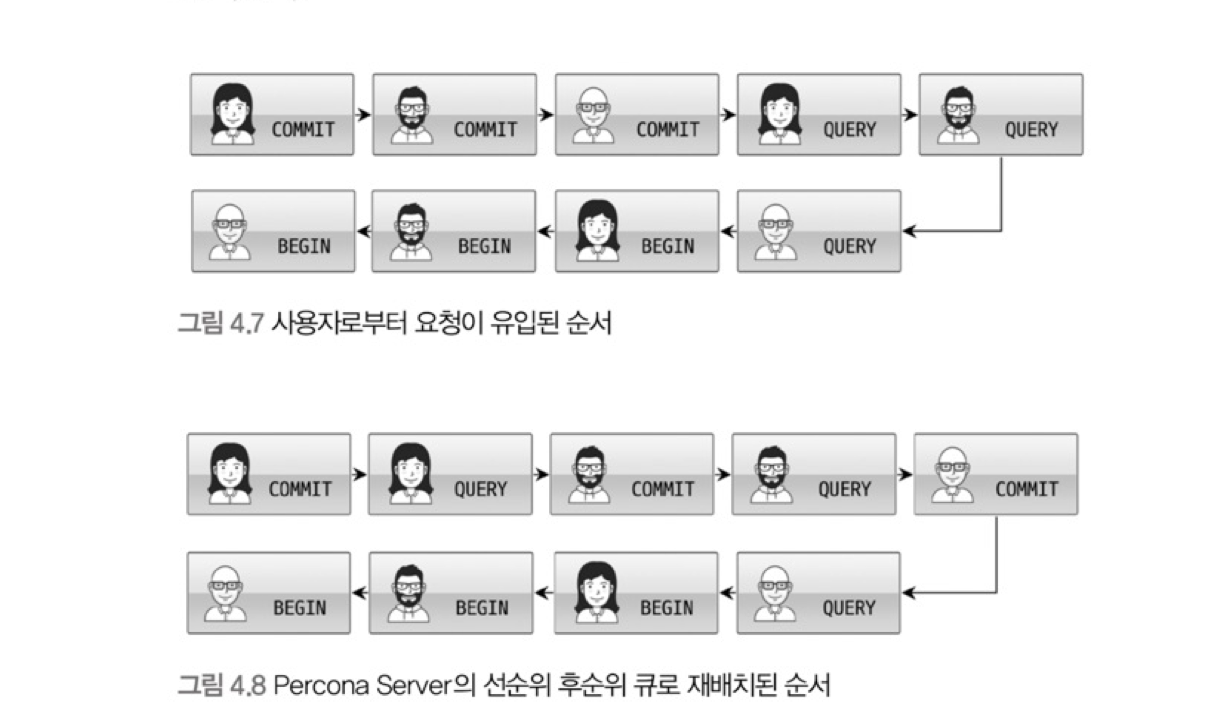 COMMIT COMMIT COMMIT QUERY QUERY
BEGIN BEGIN BEGIN QUERY
그림 4.7 사용자로부터 요청이 유입된 순서
COMMIT QUERY COMMIT QUERY COMMIT
BEGIN BEGIN BEGIN QUERY
그림 4.8 Percona Server의 선순위 후순위 큐로 재배치된 순서